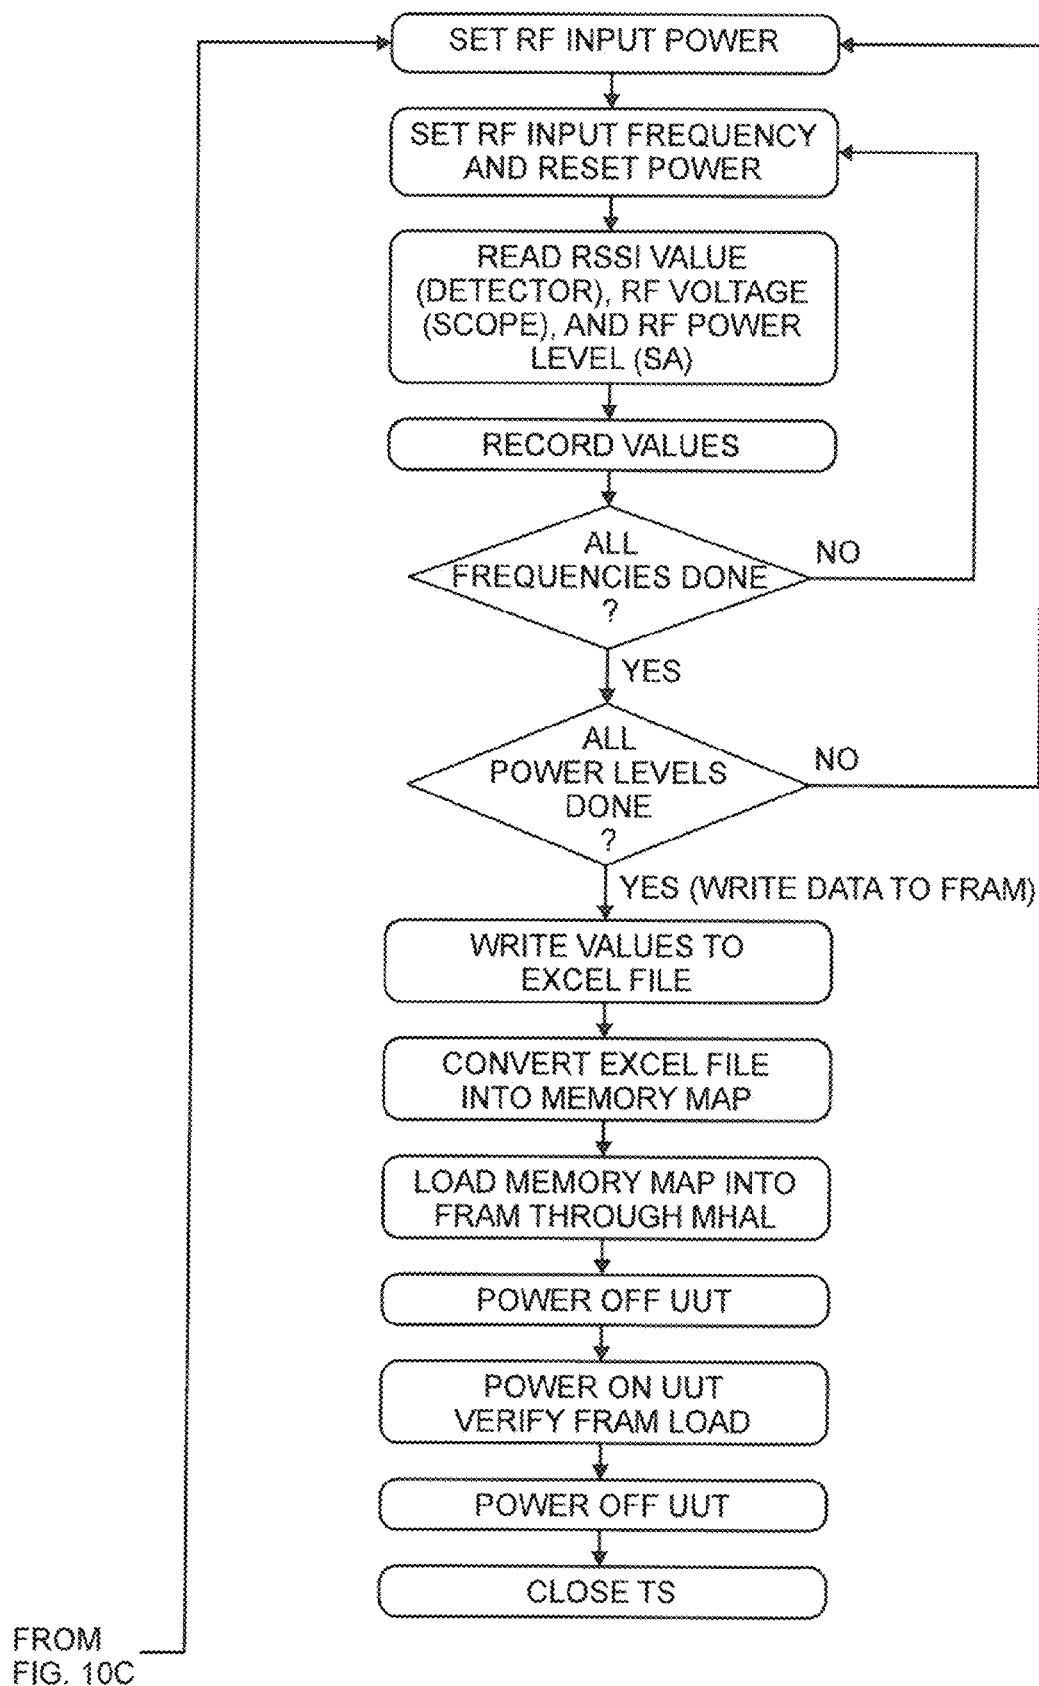 SET RF INPUT POWER
SET RF INPUT FREQUENCY
AND RESET POWER
READ RSSI VALUE
(DETECTOR), RF VOLTAGE
(SCOPE), AND RF POWER
LEVEL (SA)
RECORD VALUES
ALL
FREQUENCIES DONE
?
NO
YES
ALL
POWER LEVELS
DONE
?
NO
YES (WRITE DATA TO FRAM)
WRITE VALUES TO
EXCEL FILE
CONVERT EXCEL FILE
INTO MEMORY MAP
LOAD MEMORY MAP INTO
FRAM THROUGH MHAL
POWER OFF UUT
POWER ON UUT
VERIFY FRAM LOAD
POWER OFF UUT
CLOSE TS
FROM
FIG. 10C